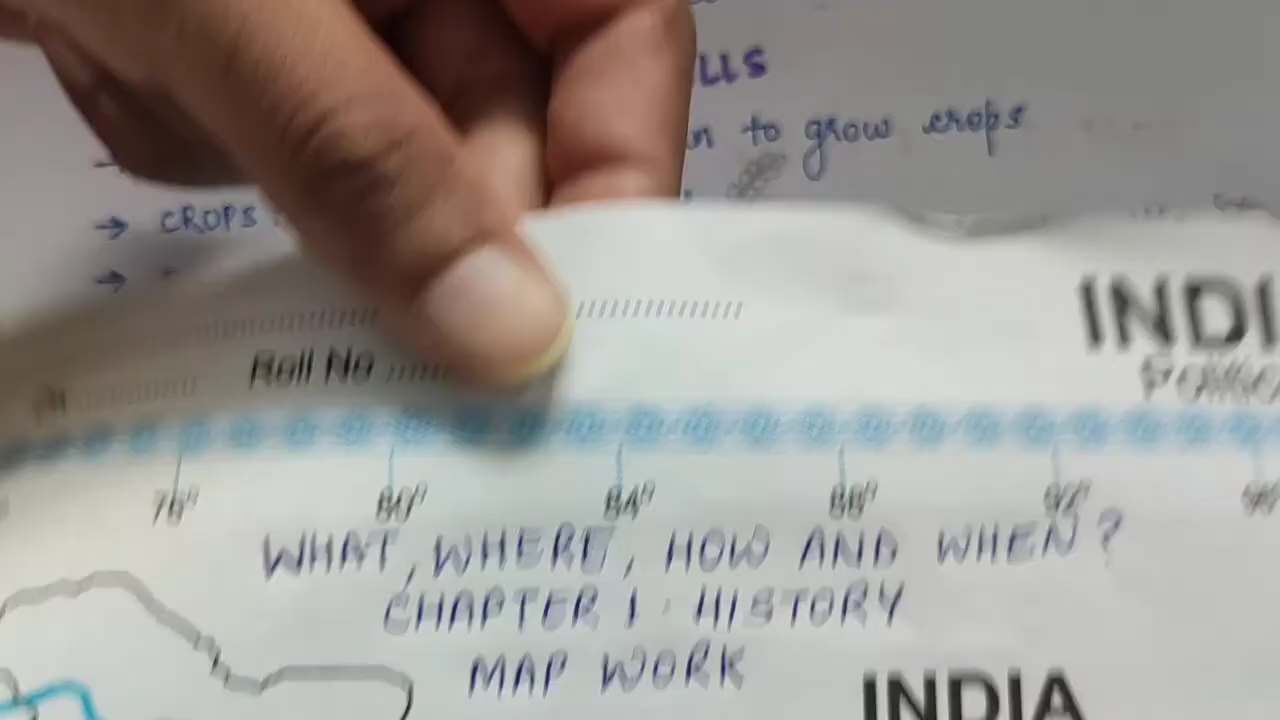 LLS
to grow crops
→ CROPS
→
INDI
Roll No
76° 80° 84° 88° 92° 96°
WHAT, WHERE, HOW AND WHEN?
CHAPTER 1 : HISTORY
MAP WORK
INDIA